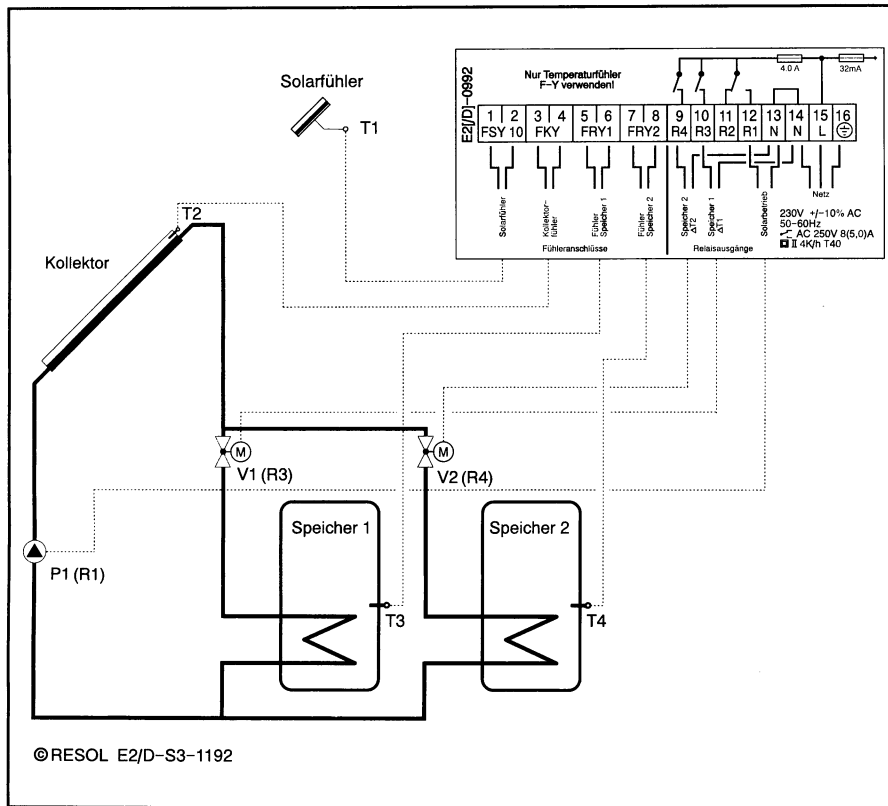 Solarfühler
T1
T2
Kollektor
E2[/D]-0992
Nur Temperaturfühler
F-Y verwenden!
4.0 A
32mA
1 2 3 4 5 6 7 8 9 10 11 12 13 14 15 16
FSY 10 FKY FRY1 FRY2 R4 R3 R2 R1 N N L
Solarfühler
Kollektor-
fühler
Fühler
Speicher 1
Fühler
Speicher 2
Speicher 2
ΔT2
Speicher 1
ΔT1
Solarbetrieb
Netz
Fühleranschlüsse
Relaisausgänge
230V +/-10% AC
50-60Hz
AC 250V 8(5,0)A
II 4K/h T40
M
M
V1 (R3)
V2 (R4)
Speicher 1
Speicher 2
P1 (R1)
T3
T4
© RESOL E2/D-S3-1192